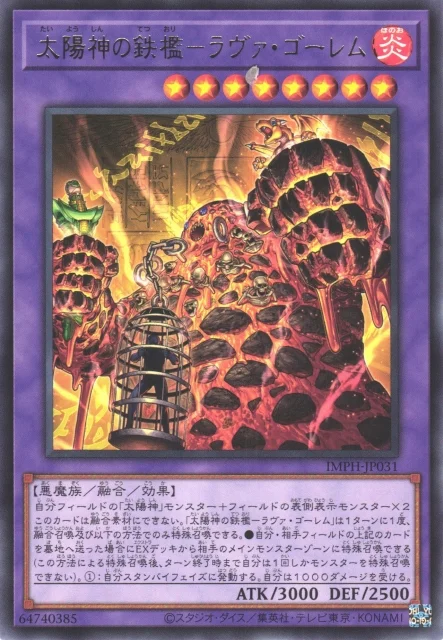 太陽神の鉄檻－ラヴァ・ゴーレム
炎
IMPH-JP031
【悪魔族／融合／効果】
自分フィールドの「太陽神」モンスター＋フィールドの表側表示モンスター×２
このカードは融合素材にできない。「太陽神の鉄檻－ラヴァ・ゴーレム」は１ターンに１度、
融合召喚及び以下の方法でのみ特殊召喚できる。●自分・相手フィールドの上記のカード
を墓地へ送った場合にEXデッキから相手のメインモンスターゾーンに特殊召喚できる
（この方法による特殊召喚後、ターン終了時まで自分は１回しかモンスターを特殊召喚
できない）。①：自分スタンバイフェイズに発動する。自分は１０００ダメージを受ける。
ATK/3000 DEF/2500
64740385
©スタジオ・ダイス／集英社・テレビ東京・KONAMI